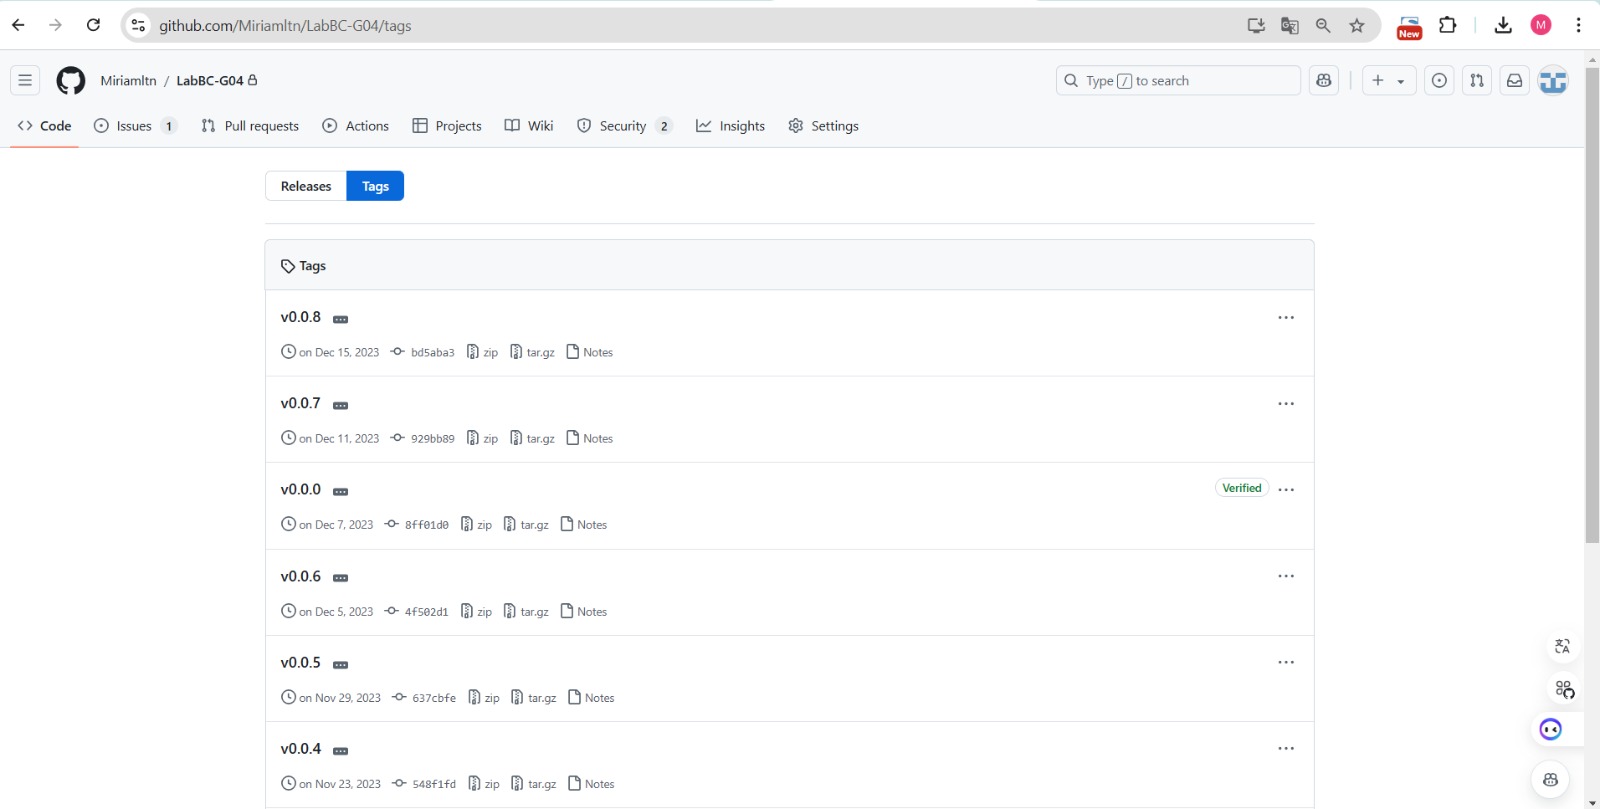 github.com/Miriamltn/LabBC-G04/tags
New
M
Miriamltn / LabBC-G04
Type / to search
Code
Issues 1
Pull requests
Actions
Projects
Wiki
Security 2
Insights
Settings
Releases
Tags
Tags
v0.0.8
on Dec 15, 2023 bd5aba3 zip tar.gz Notes
v0.0.7
on Dec 11, 2023 929bb89 zip tar.gz Notes
v0.0.0
Verified
on Dec 7, 2023 8ff01d0 zip tar.gz Notes
v0.0.6
on Dec 5, 2023 4f502d1 zip tar.gz Notes
v0.0.5
on Nov 29, 2023 637cbfe zip tar.gz Notes
v0.0.4
on Nov 23, 2023 548f1fd zip tar.gz Notes